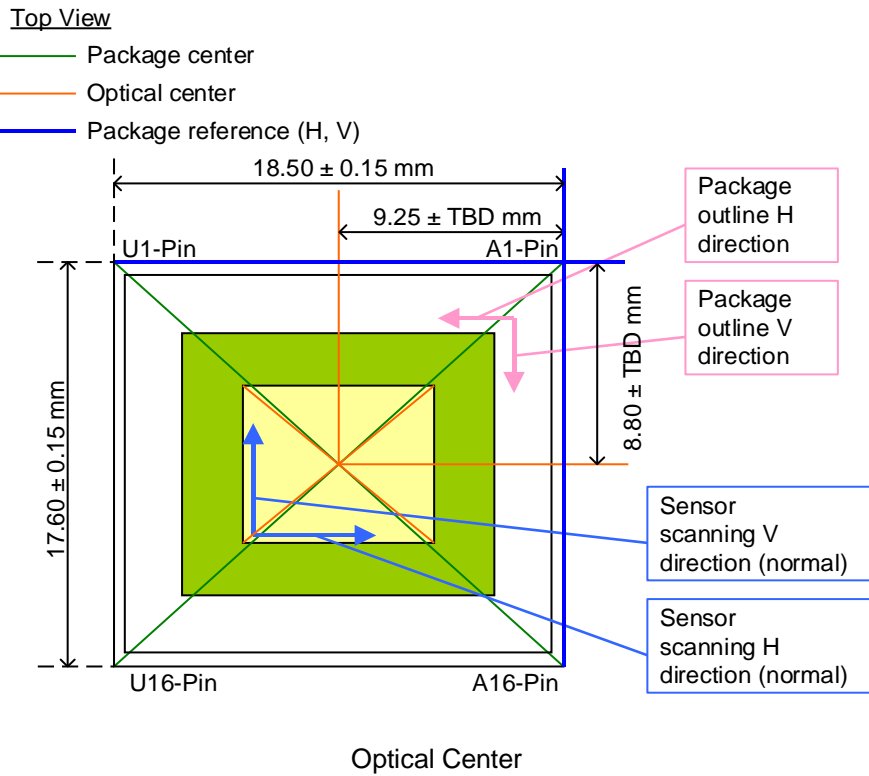 Top View
Package center
Optical center
Package reference (H, V)
18.50 ± 0.15 mm
9.25 ± TBD mm
Package
outline H
direction
U1-Pin
A1-Pin
Package
outline V
direction
8.80 ± TBD mm
17.60 ± 0.15 mm
Sensor
scanning V
direction (normal)
Sensor
scanning H
direction (normal)
U16-Pin
A16-Pin
Optical Center